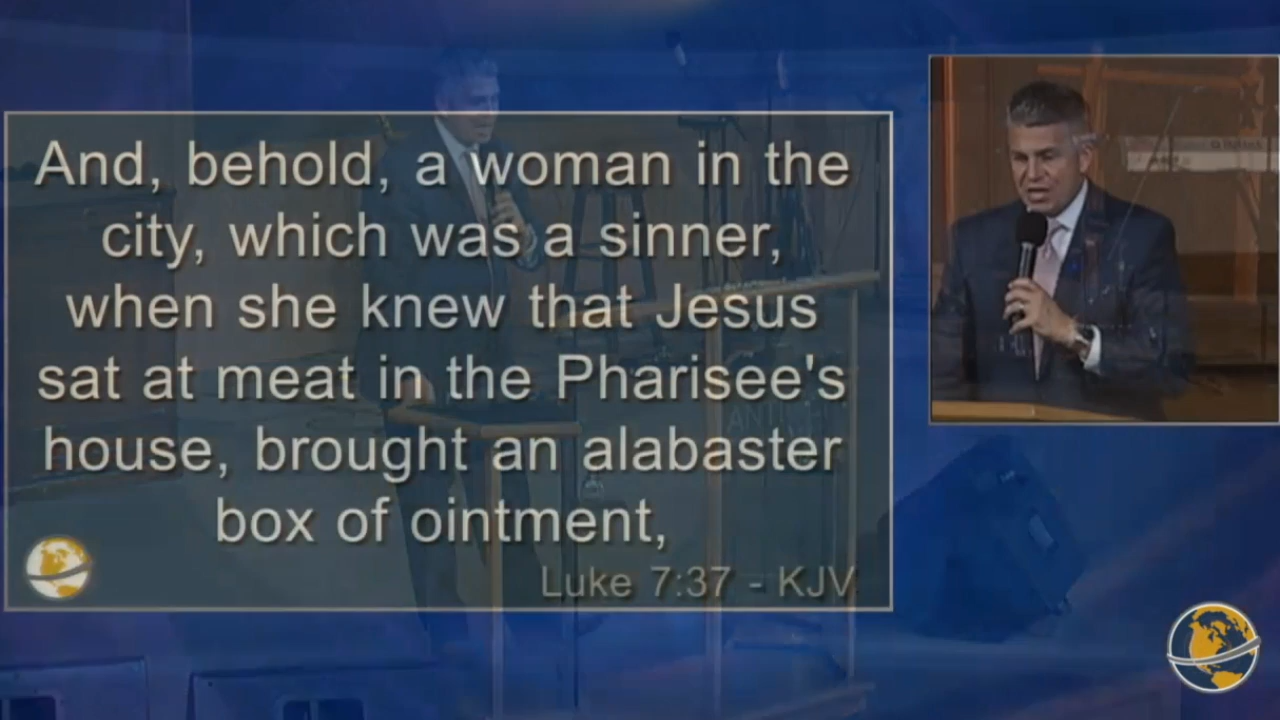 And, behold, a woman in the
city, which was a sinner,
when she knew that Jesus
sat at meat in the Pharisee's
house, brought an alabaster
box of ointment,
Luke 7:37 - KJV